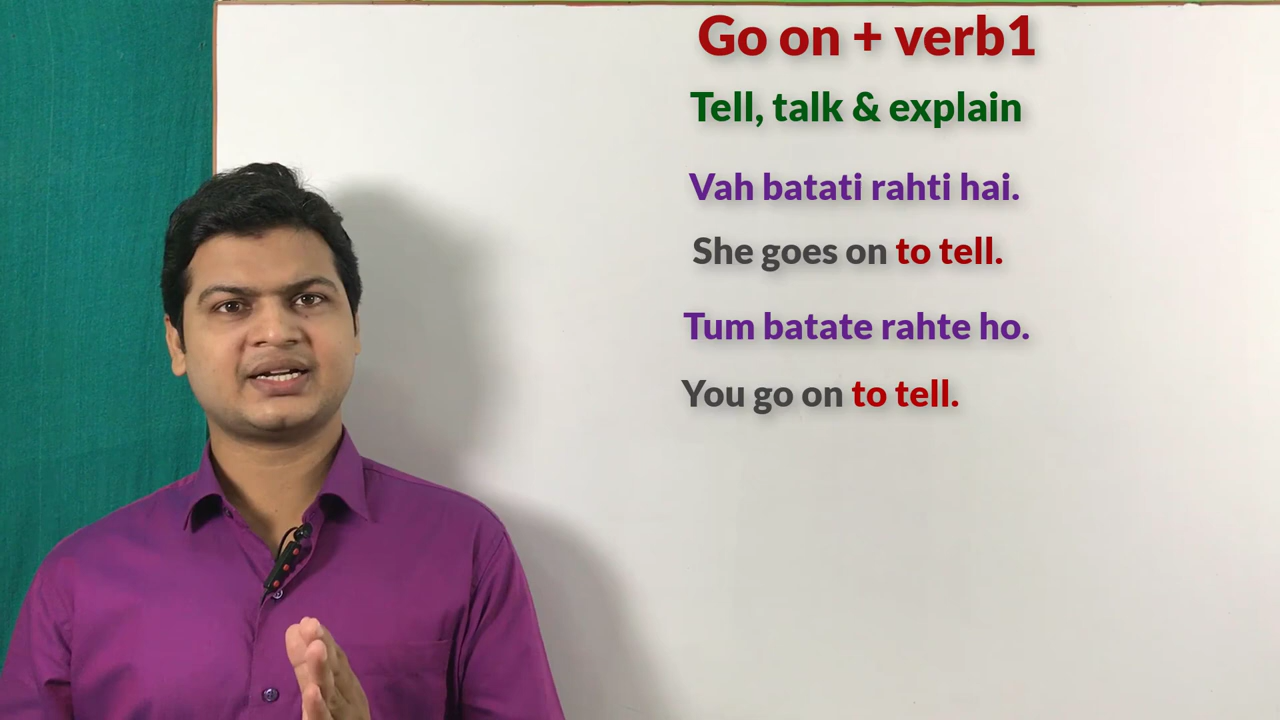 Go on + verb1
Tell, talk & explain
Vah batati rahti hai.
She goes on to tell.
Tum batate rahte ho.
You go on to tell.